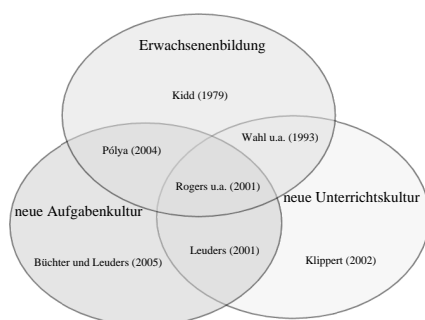 Erwachsenenbildung
Kidd (1979)
Wahl u.a. (1993)
Pólya (2004)
Rogers u.a. (2001)
neue Unterrichtskultur
neue Aufgabenkultur
Leuders (2001)
Büchter und Leuders (2005)
Klippert (2002)